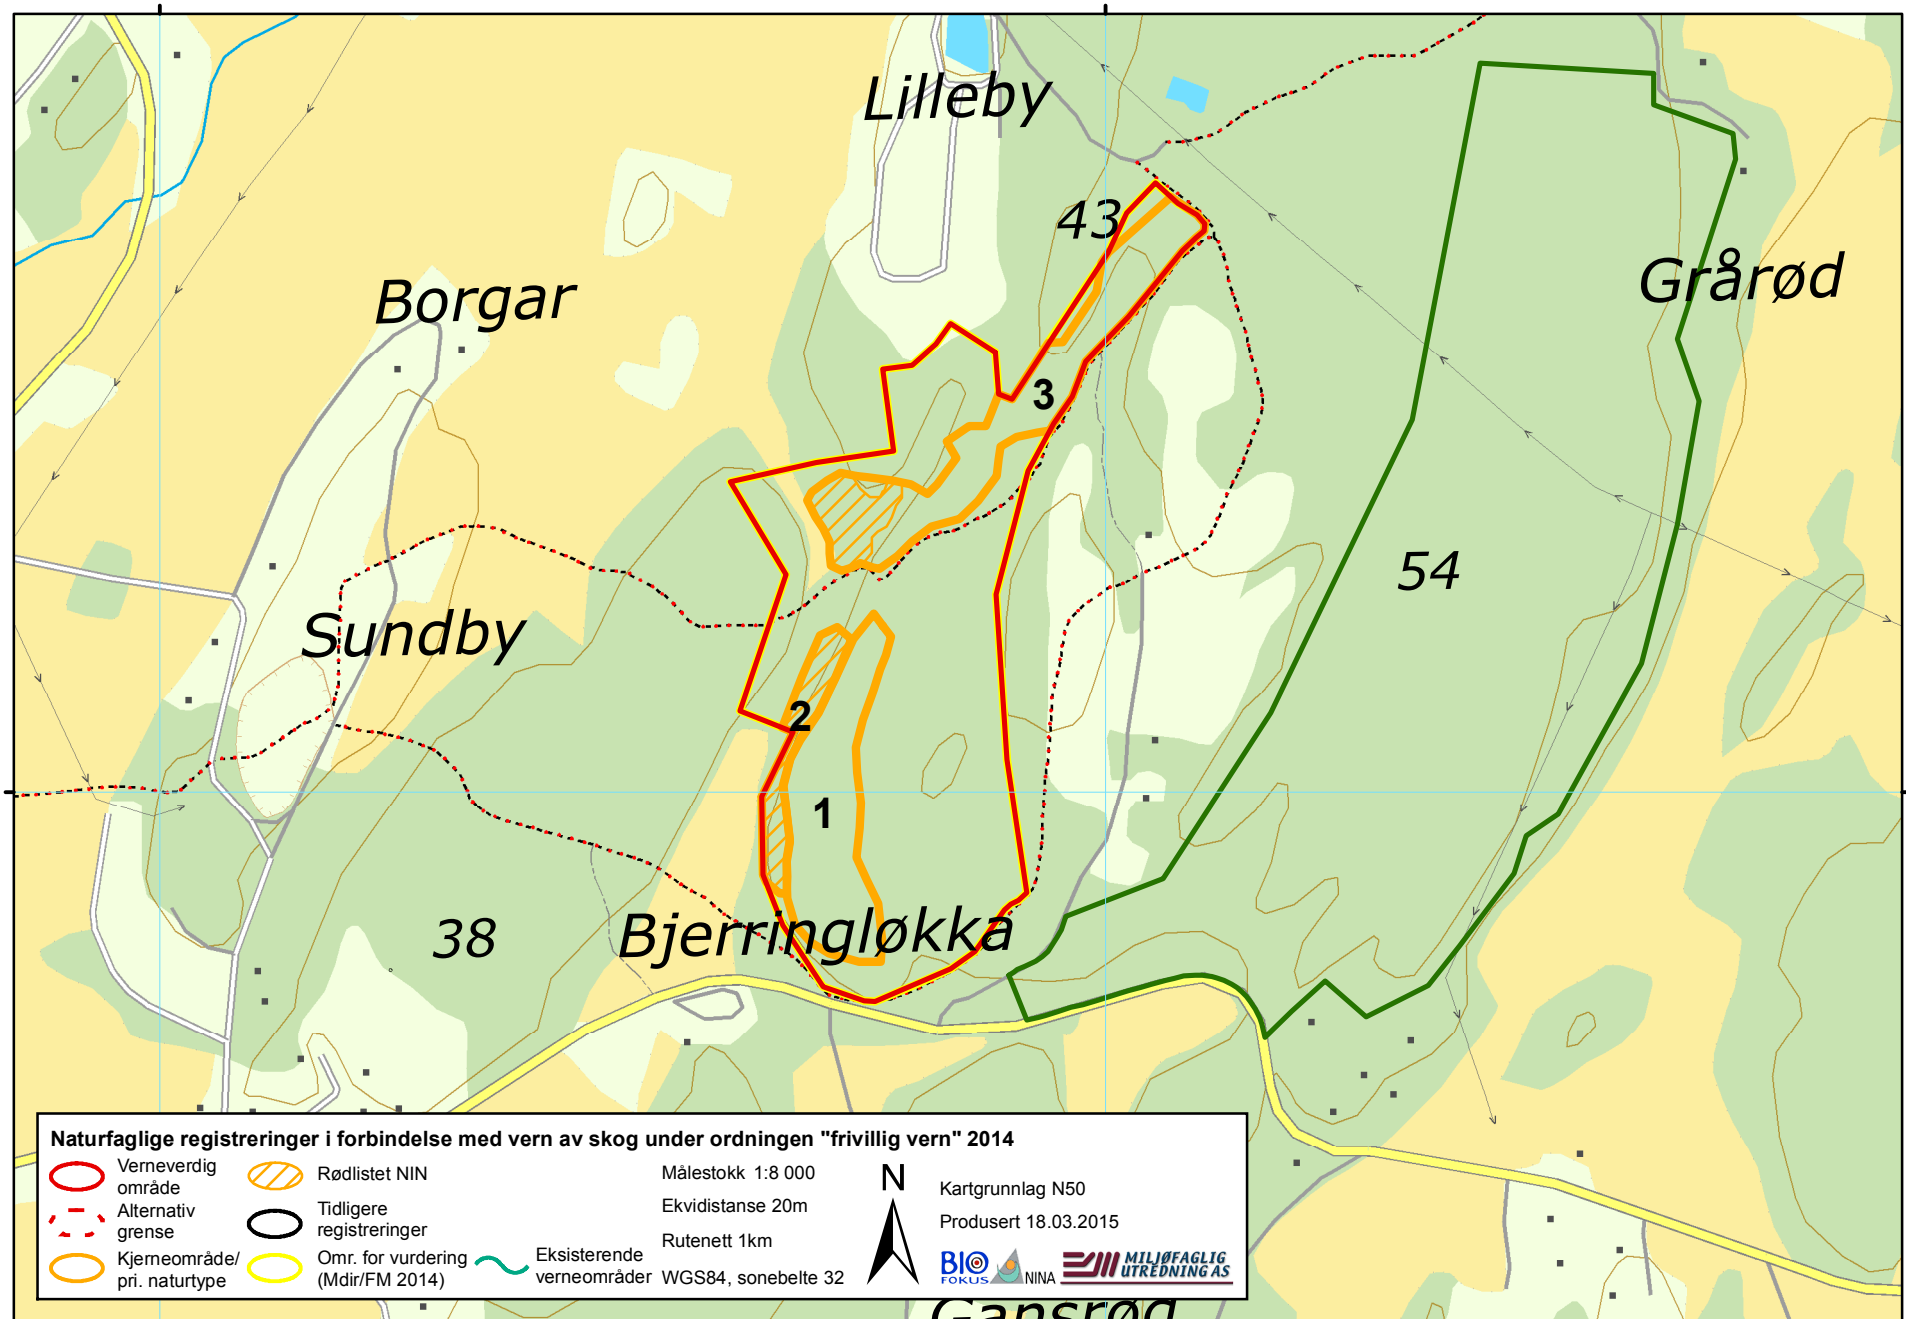 Lilleby
43
Borgar
Grårød
3
54
Sundby
2
1
38
Bjerringløkka
Naturfaglige registreringer i forbindelse med vern av skog under ordningen "frivillig vern" 2014
Verneverdig
område
Alternativ
grense
Kjerneområde/
pri. naturtype
Rødlistet NIN
Tidligere
registreringer
Omr. for vurdering
(Mdir/FM 2014)
Eksisterende
verneområder
Målestokk 1:8 000
Ekvidistanse 20m
Rutenett 1km
WGS84, sonebelte 32
N
Kartgrunnlag N50
Produsert 18.03.2015
BIO
FOKUS
NINA
MILJØFAGLIG
UTREDNING AS
Gansrød